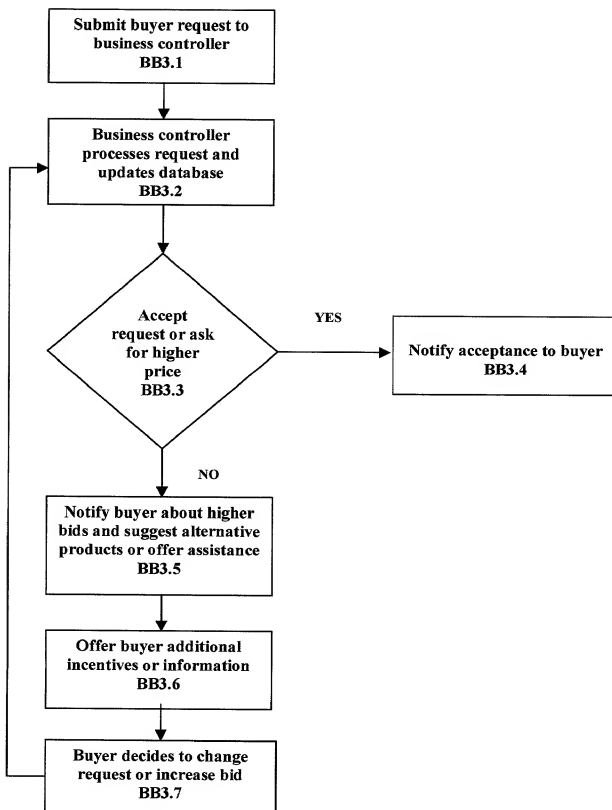 Submit buyer request to
business controller
BB3.1
Business controller
processes request and
updates database
BB3.2
Accept
request or ask
for higher
price
BB3.3
YES
Notify acceptance to buyer
BB3.4
NO
Notify buyer about higher
bids and suggest alternative
products or offer assistance
BB3.5
Offer buyer additional
incentives or information
BB3.6
Buyer decides to change
request or increase bid
BB3.7